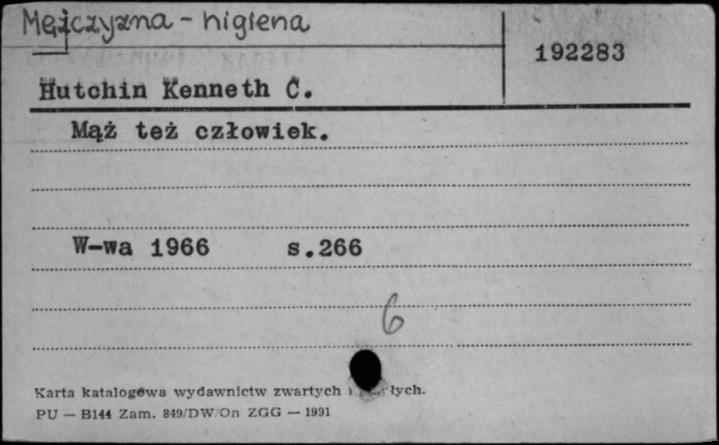 Mężczyzna - higiena
192283
Hutchin Kenneth C.
Mąż też człowiek.
W-wa 1966 s.266
6
Karta katalogowa wydawnictw zwartych
PU — B144 Zam. 849/DW/On ZGG — 1991